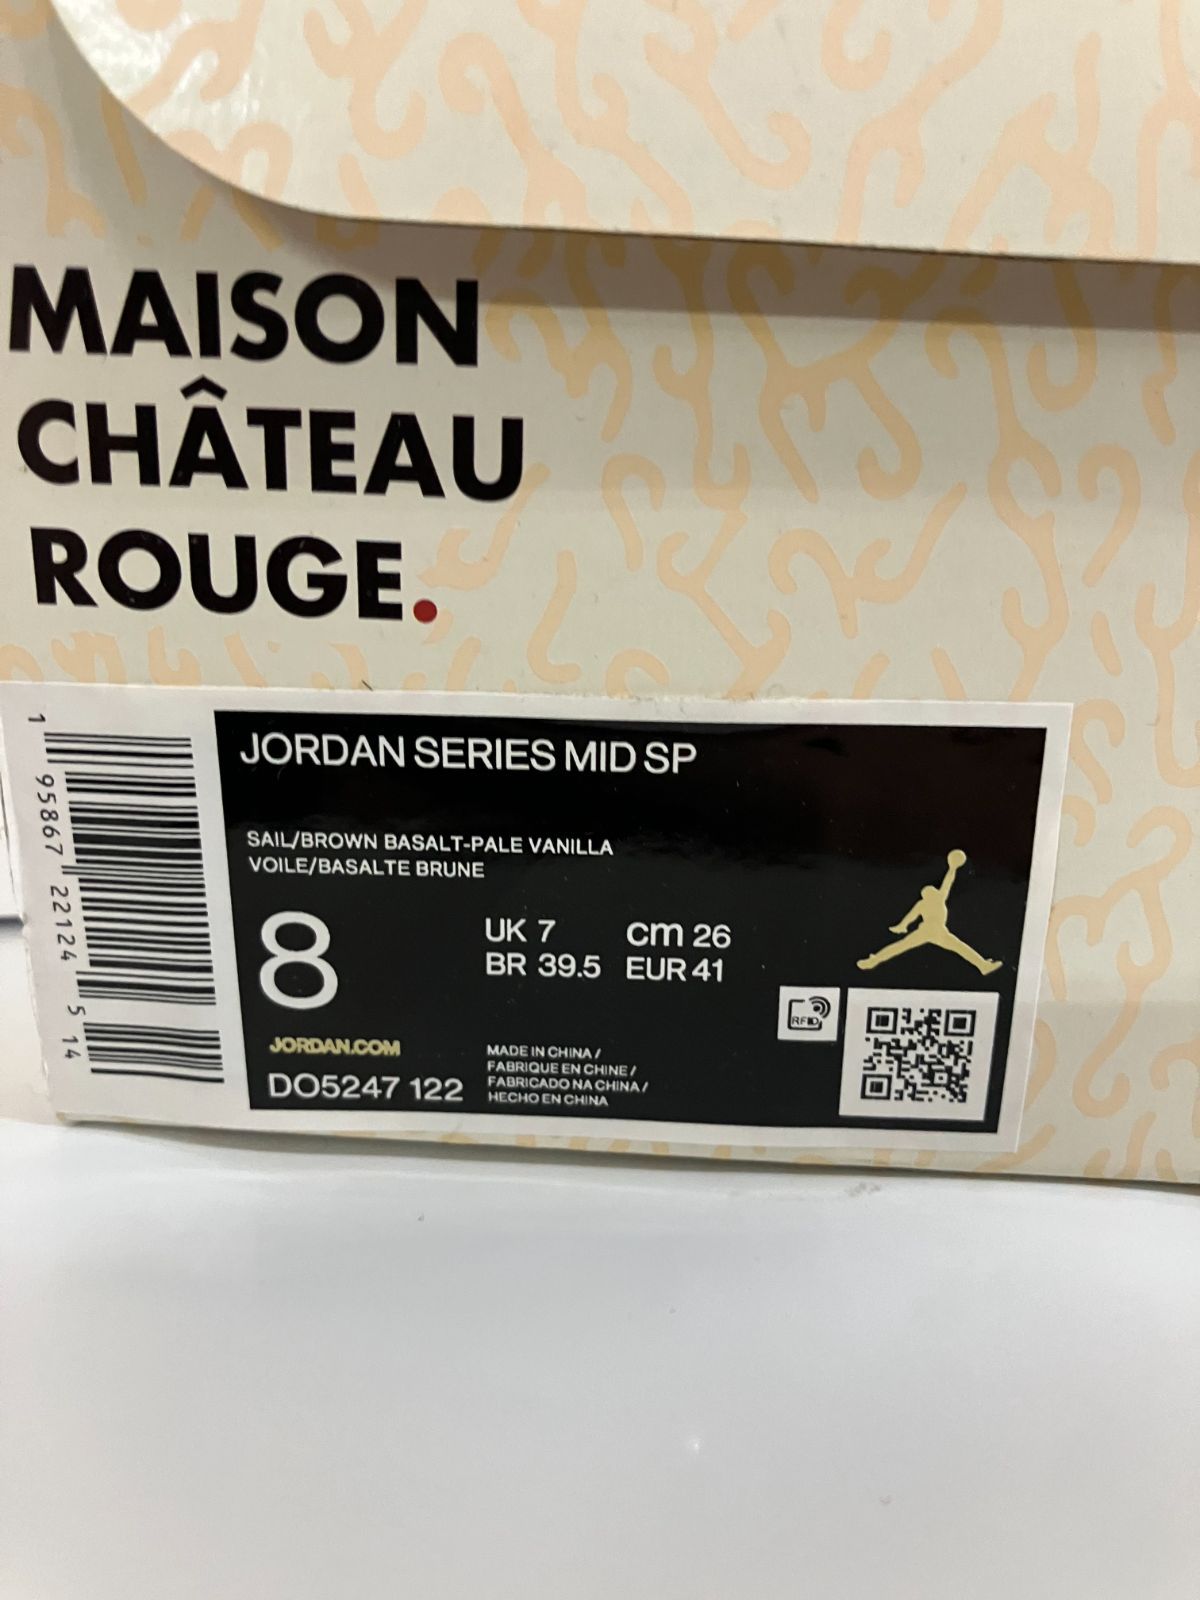 MAISON
CHÂTEAU
ROUGE.
JORDAN SERIES MID SP
SAIL/BROWN BASALT-PALE VANILLA
VOILE/BASALTE BRUNE
8
UK 7 cm 26
BR 39.5 EUR 41
RFID
JORDAN.COM
DO5247 122
MADE IN CHINA /
FABRIQUE EN CHINE /
FABRICADO NA CHINA /
HECHO EN CHINA
1 95867 22124 5 14